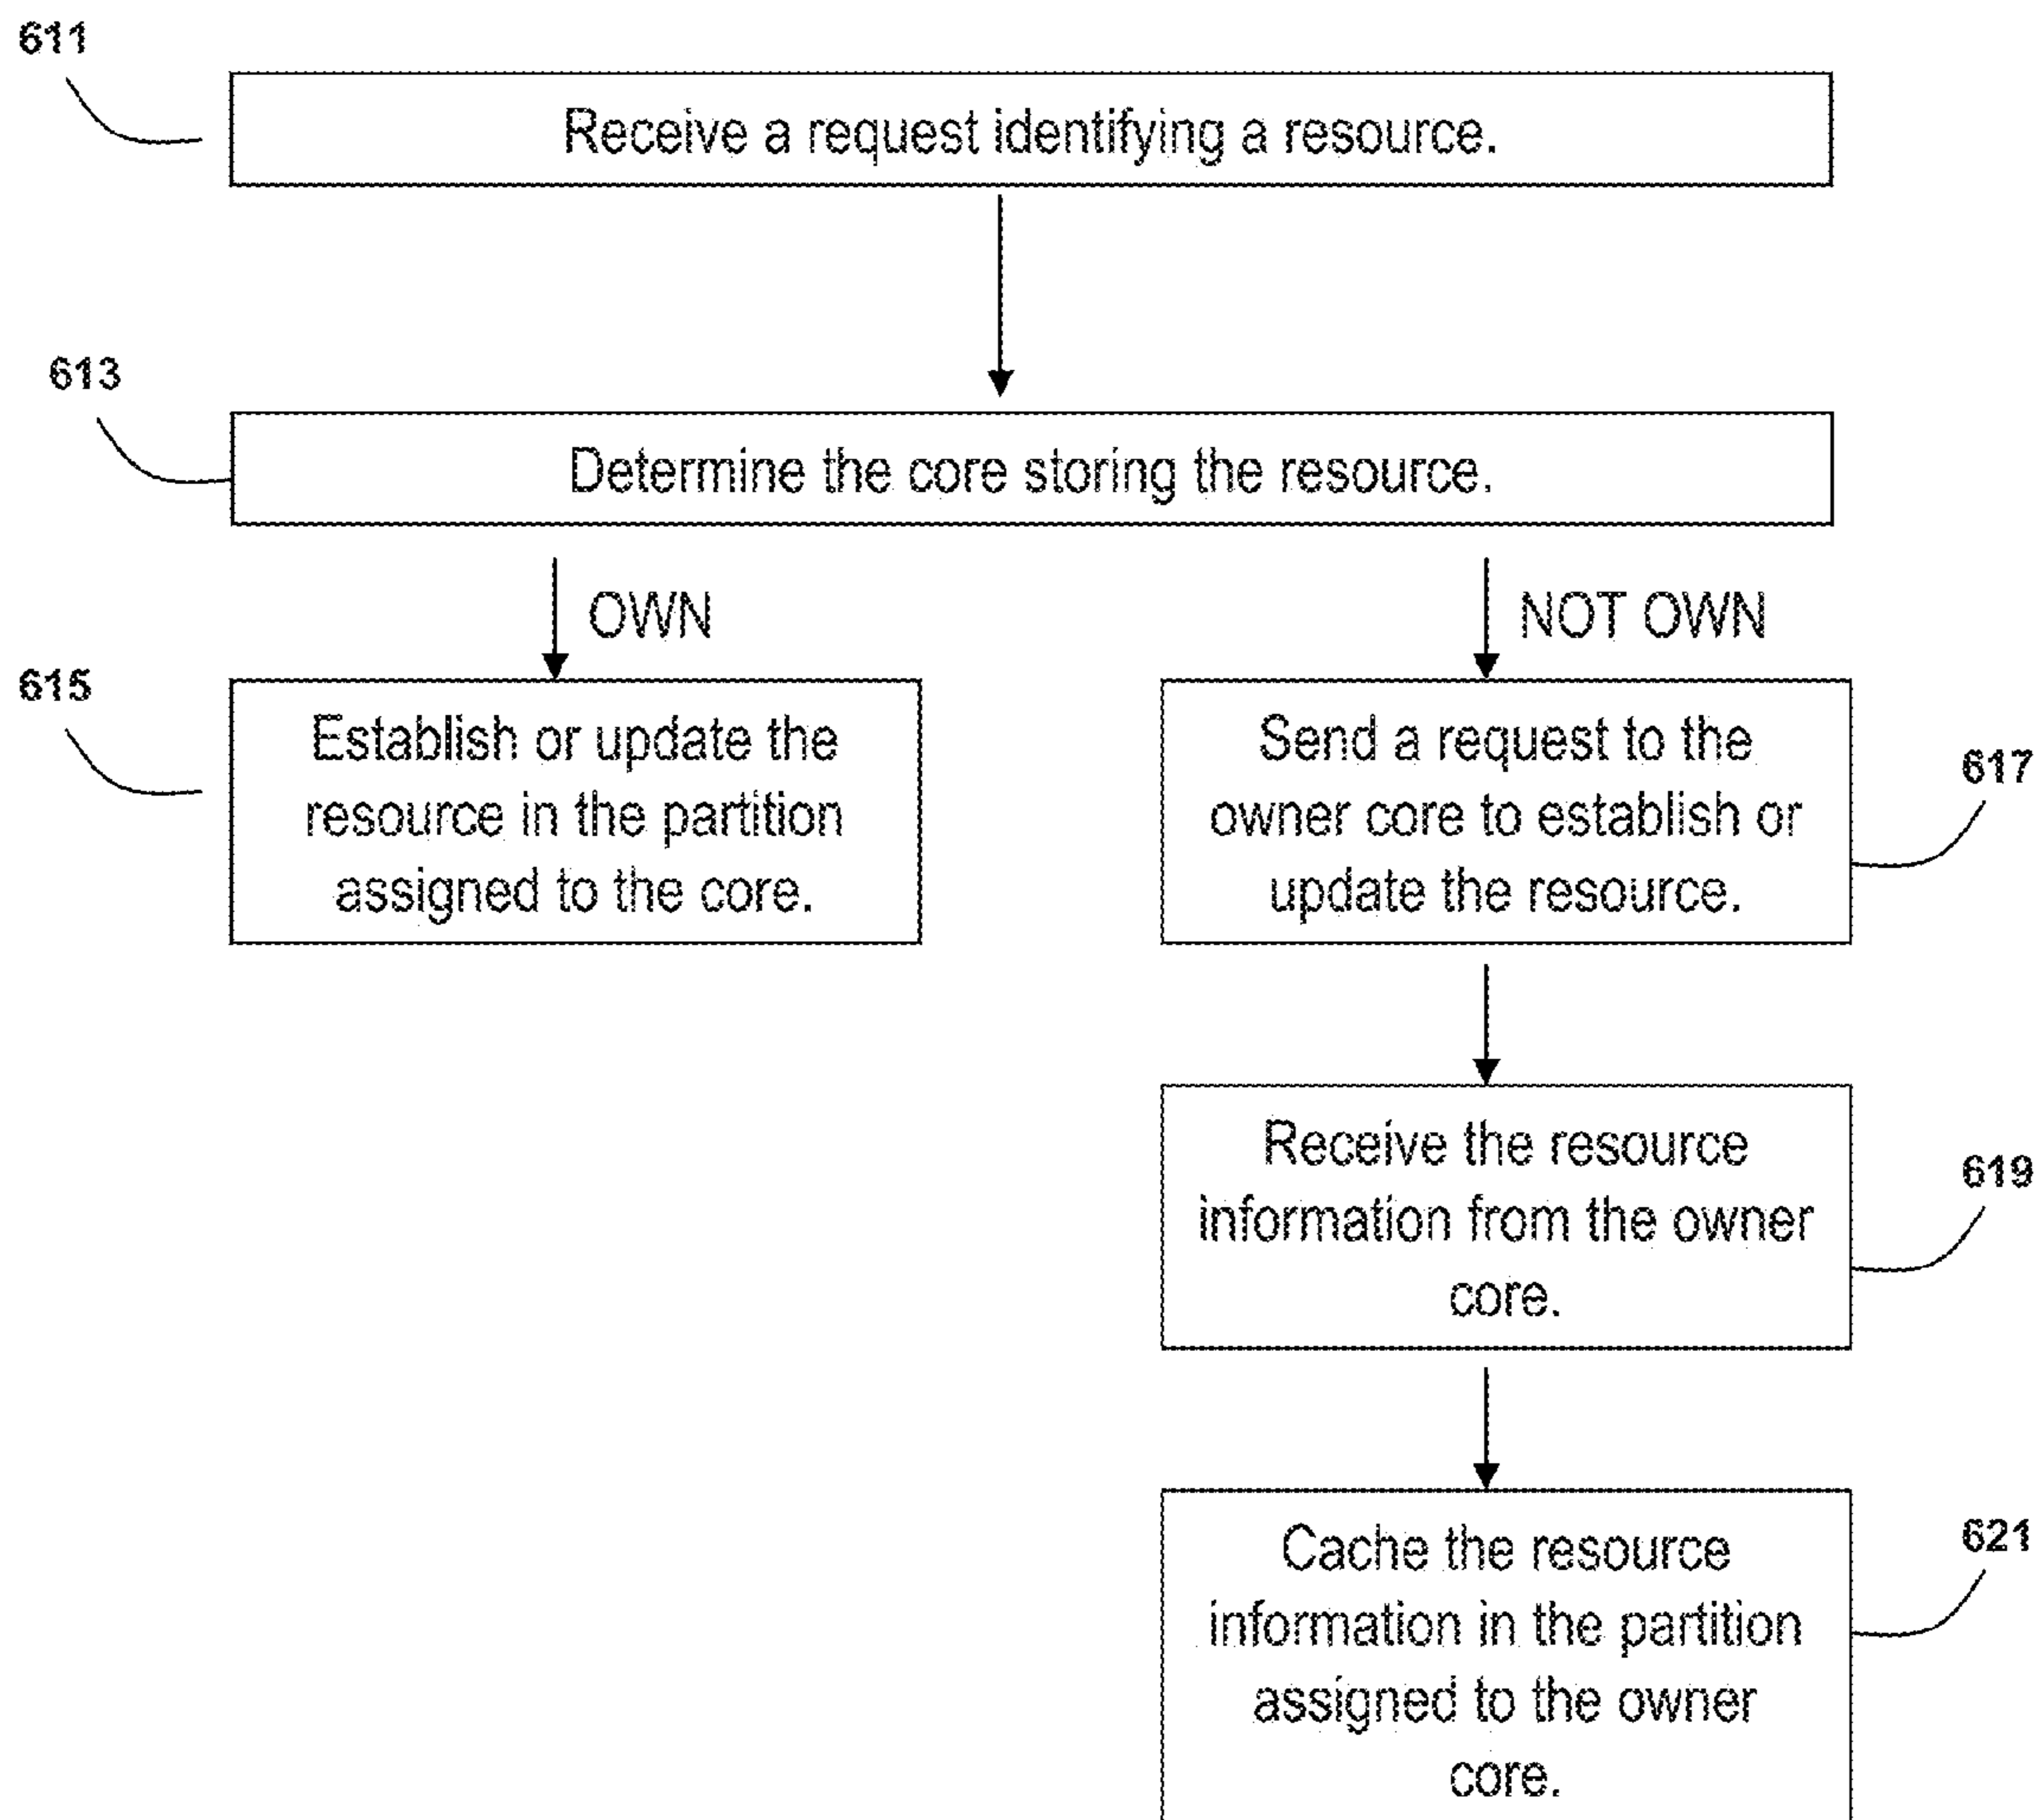 611
Receive a request identifying a resource.
613
Determine the core storing the resource.
OWN
NOT OWN
615
Establish or update the
resource in the partition
assigned to the core.
Send a request to the
owner core to establish or
update the resource.
617
Receive the resource
information from the owner
core.
619
Cache the resource
information in the partition
assigned to the owner
core.
621